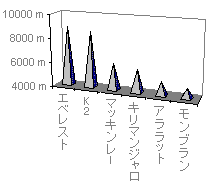 10000 m
8000 m
6000 m
4000 m
エベレスト
K2
マッキンレー
キリマンジャロ
アララット
モンブラン